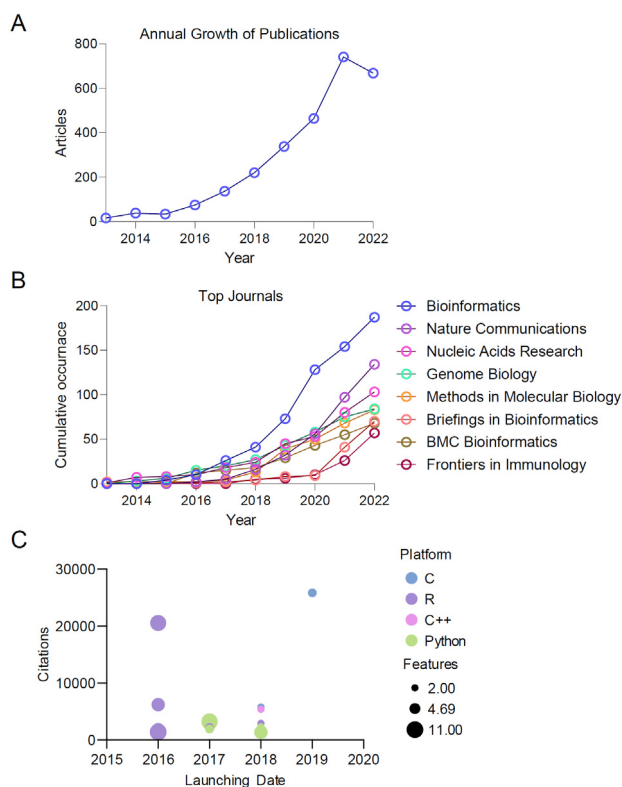 A
Annual Growth of Publications
800
600
400
200
0
Articles
2014 2016 2018 2020 2022
Year
B
Top Journals
200
150
100
50
0
Cumulative occurnace
2014 2016 2018 2020 2022
Year
Bioinformatics
Nature Communications
Nucleic Acids Research
Genome Biology
Methods in Molecular Biology
Briefings in Bioinformatics
BMC Bioinformatics
Frontiers in Immunology
C
30000
20000
10000
0
Citations
2015 2016 2017 2018 2019 2020
Launching Date
Platform
C
R
C++
Python
Features
2.00
4.69
11.00